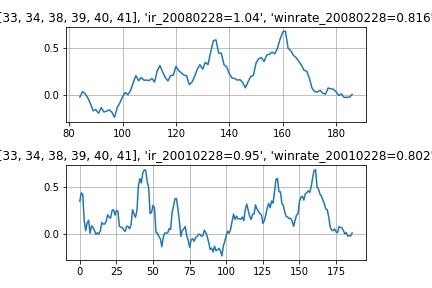 [33, 34, 38, 39, 40, 41], 'ir_20080228=1.04', 'winrate_20080228=0.816'
0.5
0.0
80 100 120 140 160 180
[33, 34, 38, 39, 40, 41], 'ir_20010228=0.95', 'winrate_20010228=0.802'
0.5
0.0
0 25 50 75 100 125 150 175